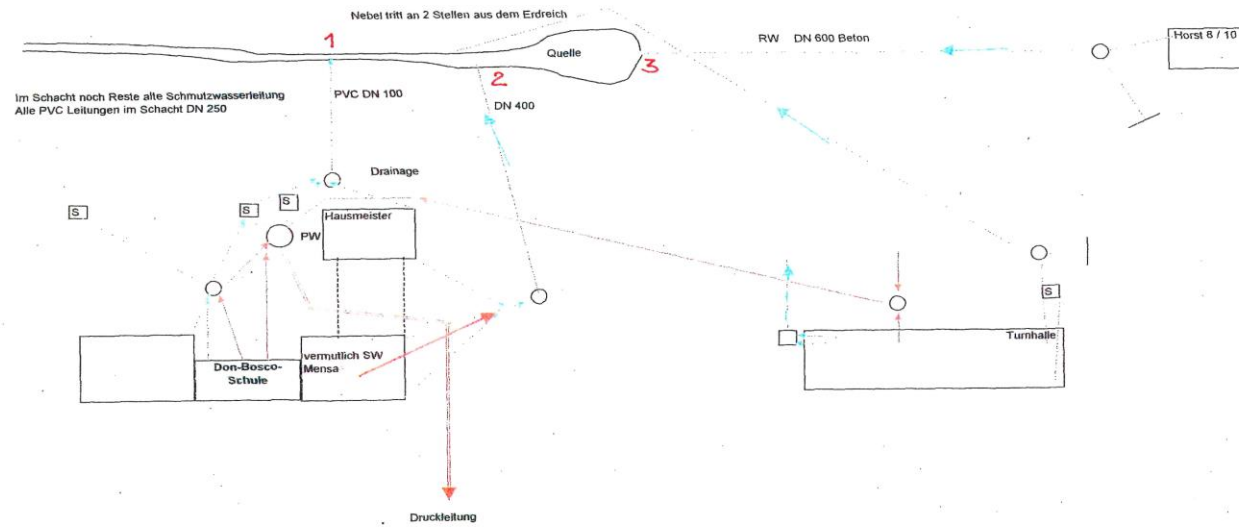 Nebel tritt an 2 Stellen aus dem Erdreich
1
Quelle
3
RW DN 600 Beton
Horst 8 / 10
2
Im Schacht noch Reste alte Schmutzwasserleitung
Alle PVC Leitungen im Schacht DN 250
PVC DN 100
DN 400
Drainage
S
S
S
Hausmeister
PW
S
Turnhalle
vermutlich SW
Mensa
Don-Bosco-
Schule
Druckleitung